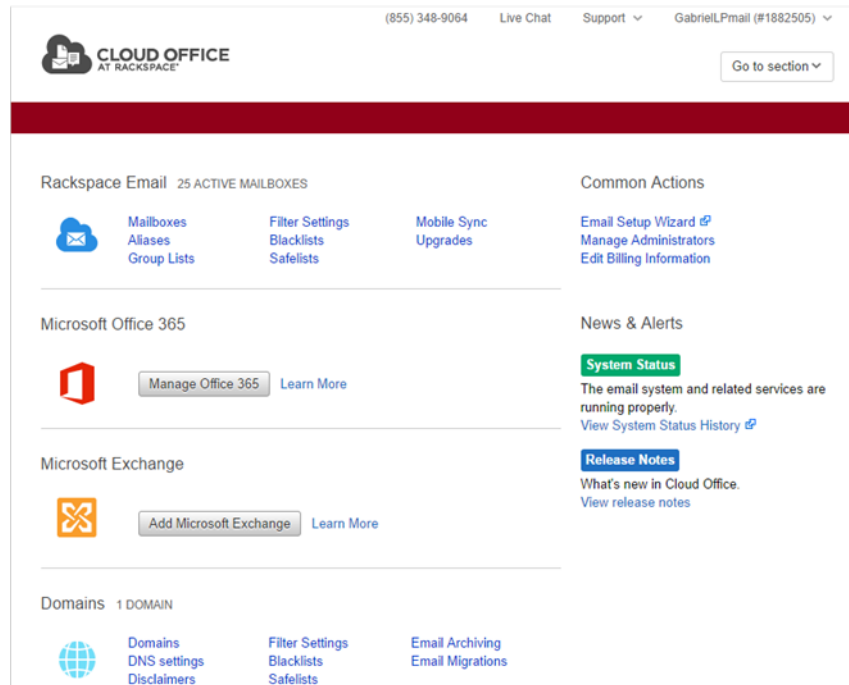 (855) 348-9064 Live Chat Support GabrielLPmail (#1882505)
CLOUD OFFICE
AT RACKSPACE
Go to section
Rackspace Email 25 ACTIVE MAILBOXES
Mailboxes Filter Settings Mobile Sync
Aliases Blacklists Upgrades
Group Lists Safelists
Common Actions
Email Setup Wizard
Manage Administrators
Edit Billing Information
Microsoft Office 365
Manage Office 365 Learn More
News & Alerts
System Status
The email system and related services are
running properly.
View System Status History
Release Notes
What's new in Cloud Office.
View release notes
Microsoft Exchange
Add Microsoft Exchange Learn More
Domains 1 DOMAIN
Domains Filter Settings Email Archiving
DNS settings Blacklists Email Migrations
Disclaimers Safelists